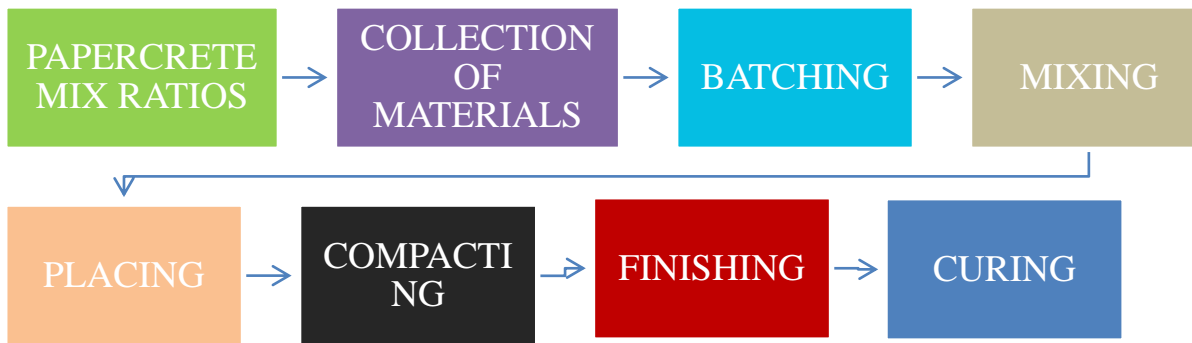 PAPERCRETE
MIX RATIOS
COLLECTION
OF
MATERIALS
BATCHING
MIXING
PLACING
COMPACTI
NG
FINISHING
CURING